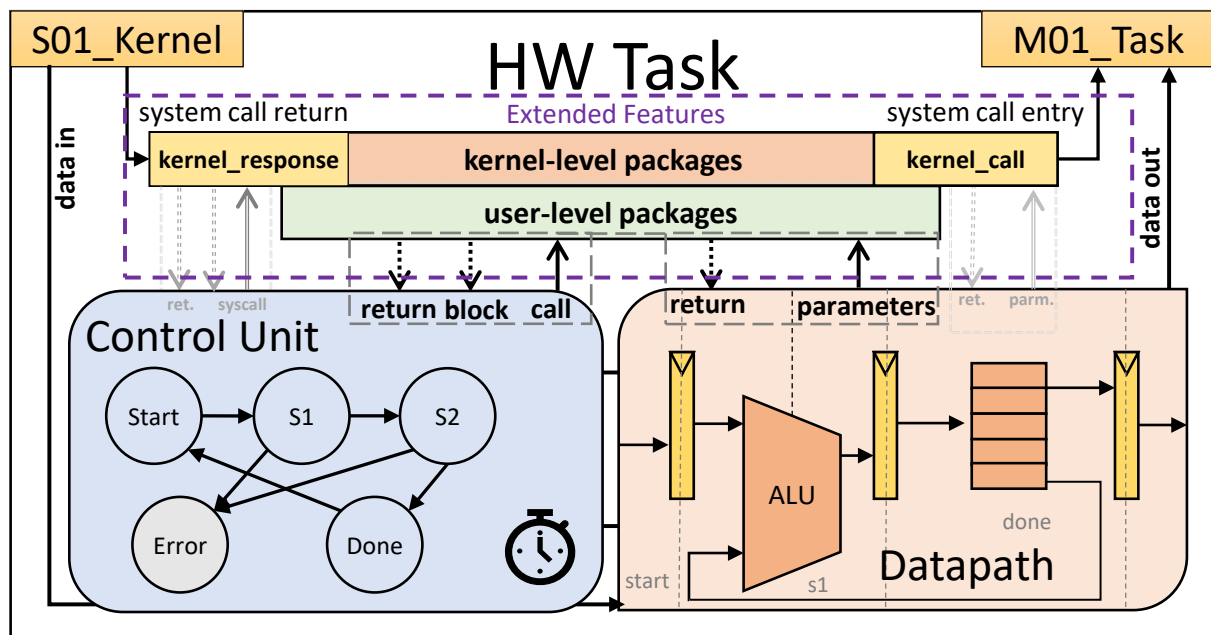 S01_Kernel
M01_Task
HW Task
system call return
Extended Features
system call entry
kernel_response
kernel-level packages
kernel_call
user-level packages
data in
data out
ret.
syscall
return
block
call
return
parameters
ret.
parm.
Control Unit
Start
S1
S2
Error
Done
ALU
done
Datapath
start
s1